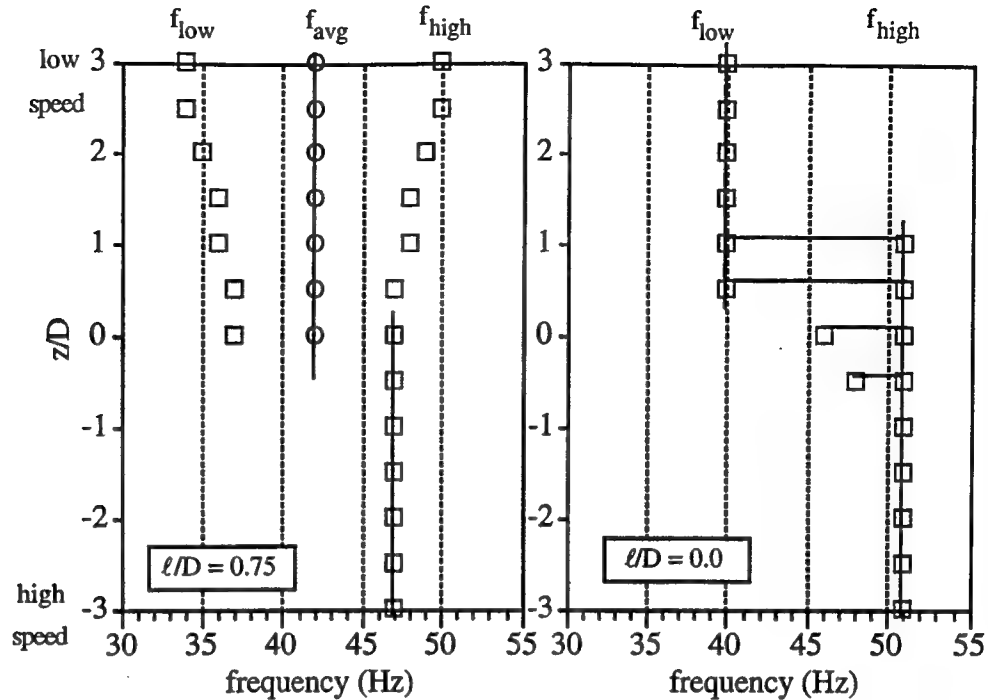 f_low f_avg f_high f_low f_high
low 3 3
speed
2 2
1 1
z/D 0 0
-1 -1
-2 -2
ℓ/D = 0.75 ℓ/D = 0.0
high -3 -3
speed 30 35 40 45 50 55 30 35 40 45 50 55
frequency (Hz) frequency (Hz)